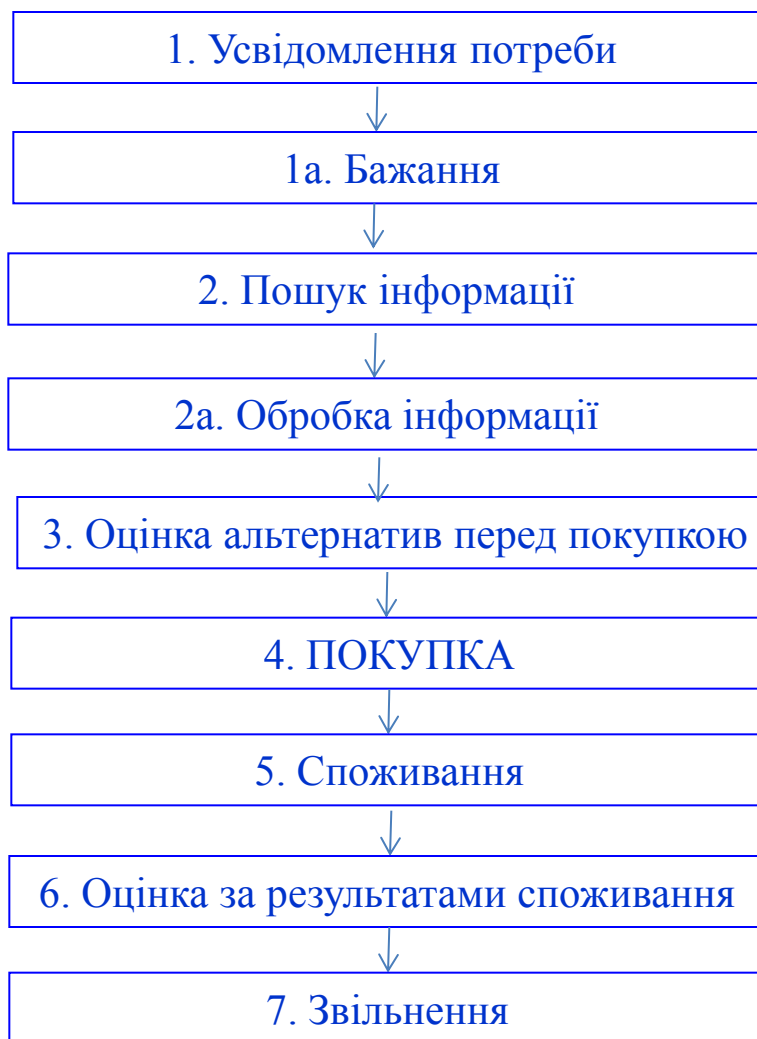 1. Усвідомлення потреби
1а. Бажання
2. Пошук інформації
2а. Обробка інформації
3. Оцінка альтернатив перед покупкою
4. ПОКУПКА
5. Споживання
6. Оцінка за результатами споживання
7. Звільнення